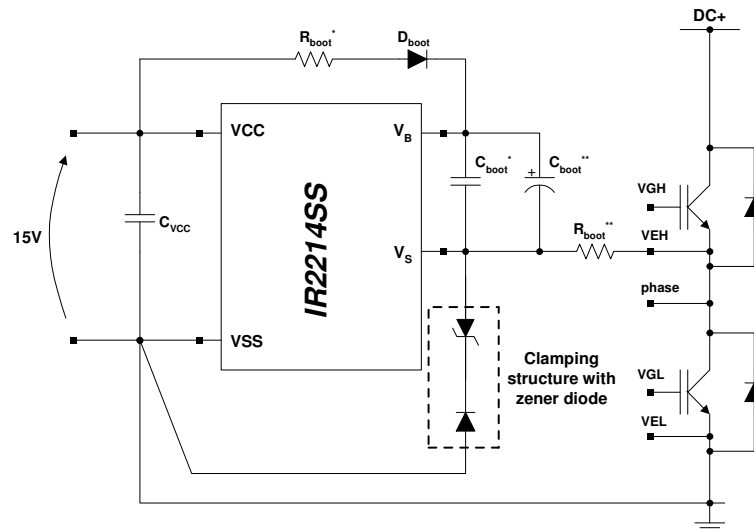 DC+
R_boot*
D_boot
VCC
V_B
C_boot*
C_boot**
VGH
IR2214SS
C_VCC
15V
R_boot**
VEH
V_S
phase
VSS
Clamping
structure with
zener diode
VGL
VEL
+